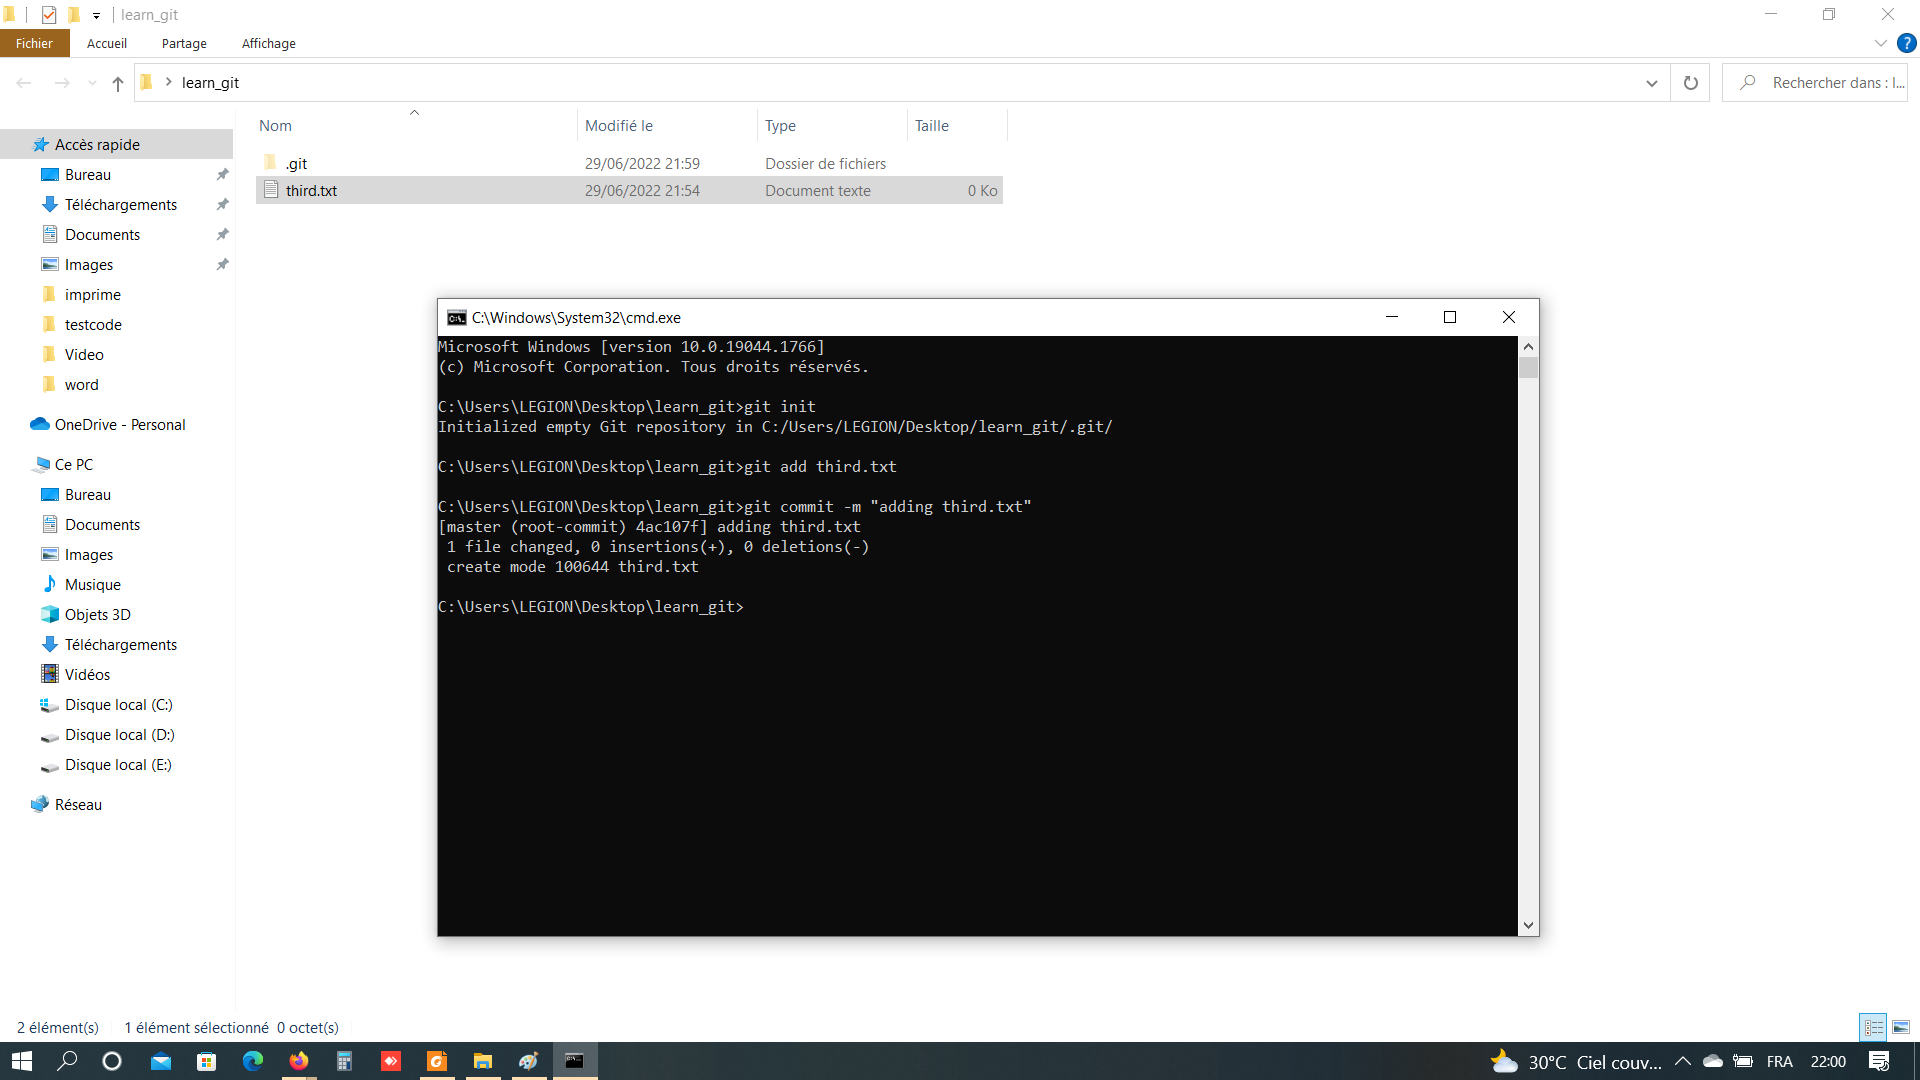 learn_git
Fichier Accueil Partage Affichage
learn_git
Rechercher dans : l...
Nom Modifié le Type Taille
.git 29/06/2022 21:59 Dossier de fichiers
third.txt 29/06/2022 21:54 Document texte 0 Ko
Accès rapide
Bureau
Téléchargements
Documents
Images
imprime
testcode
Video
word
OneDrive - Personal
Ce PC
Bureau
Documents
Images
Musique
Objets 3D
Téléchargements
Vidéos
Disque local (C:)
Disque local (D:)
Disque local (E:)
Réseau
C:\Windows\System32\cmd.exe
Microsoft Windows [version 10.0.19044.1766]
(c) Microsoft Corporation. Tous droits réservés.
C:\Users\LEGION\Desktop\learn_git>git init
Initialized empty Git repository in C:/Users/LEGION/Desktop/learn_git/.git/
C:\Users\LEGION\Desktop\learn_git>git add third.txt
C:\Users\LEGION\Desktop\learn_git>git commit -m "adding third.txt"
[master (root-commit) 4ac107f] adding third.txt
1 file changed, 0 insertions(+), 0 deletions(-)
create mode 100644 third.txt
C:\Users\LEGION\Desktop\learn_git>
2 élément(s) 1 élément sélectionné 0 octet(s)
30°C Ciel couv... FRA 22:00